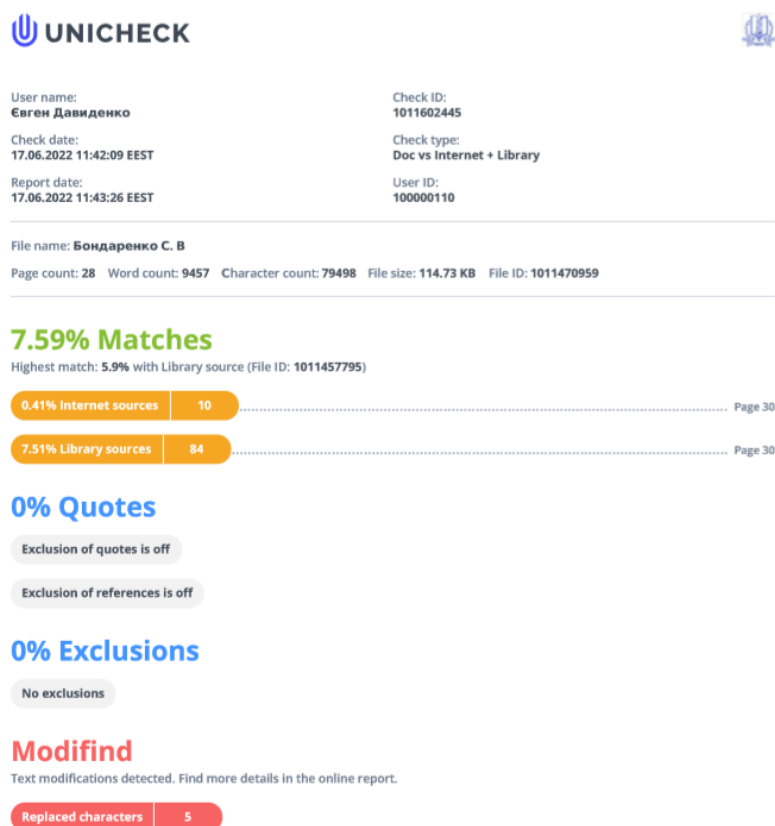 UNICHECK
User name:
Євген Давиденко
Check ID:
1011602445
Check date:
17.06.2022 11:42:09 EEST
Check type:
Doc vs Internet + Library
Report date:
17.06.2022 11:43:26 EEST
User ID:
100000110
File name: Бондаренко С. В
Page count: 28 Word count: 9457 Character count: 79498 File size: 114.73 KB File ID: 1011470959
7.59% Matches
Highest match: 5.9% with Library source (File ID: 1011457795)
0.41% Internet sources 10 Page 30
7.51% Library sources 84 Page 30
0% Quotes
Exclusion of quotes is off
Exclusion of references is off
0% Exclusions
No exclusions
Modifind
Text modifications detected. Find more details in the online report.
Replaced characters 5